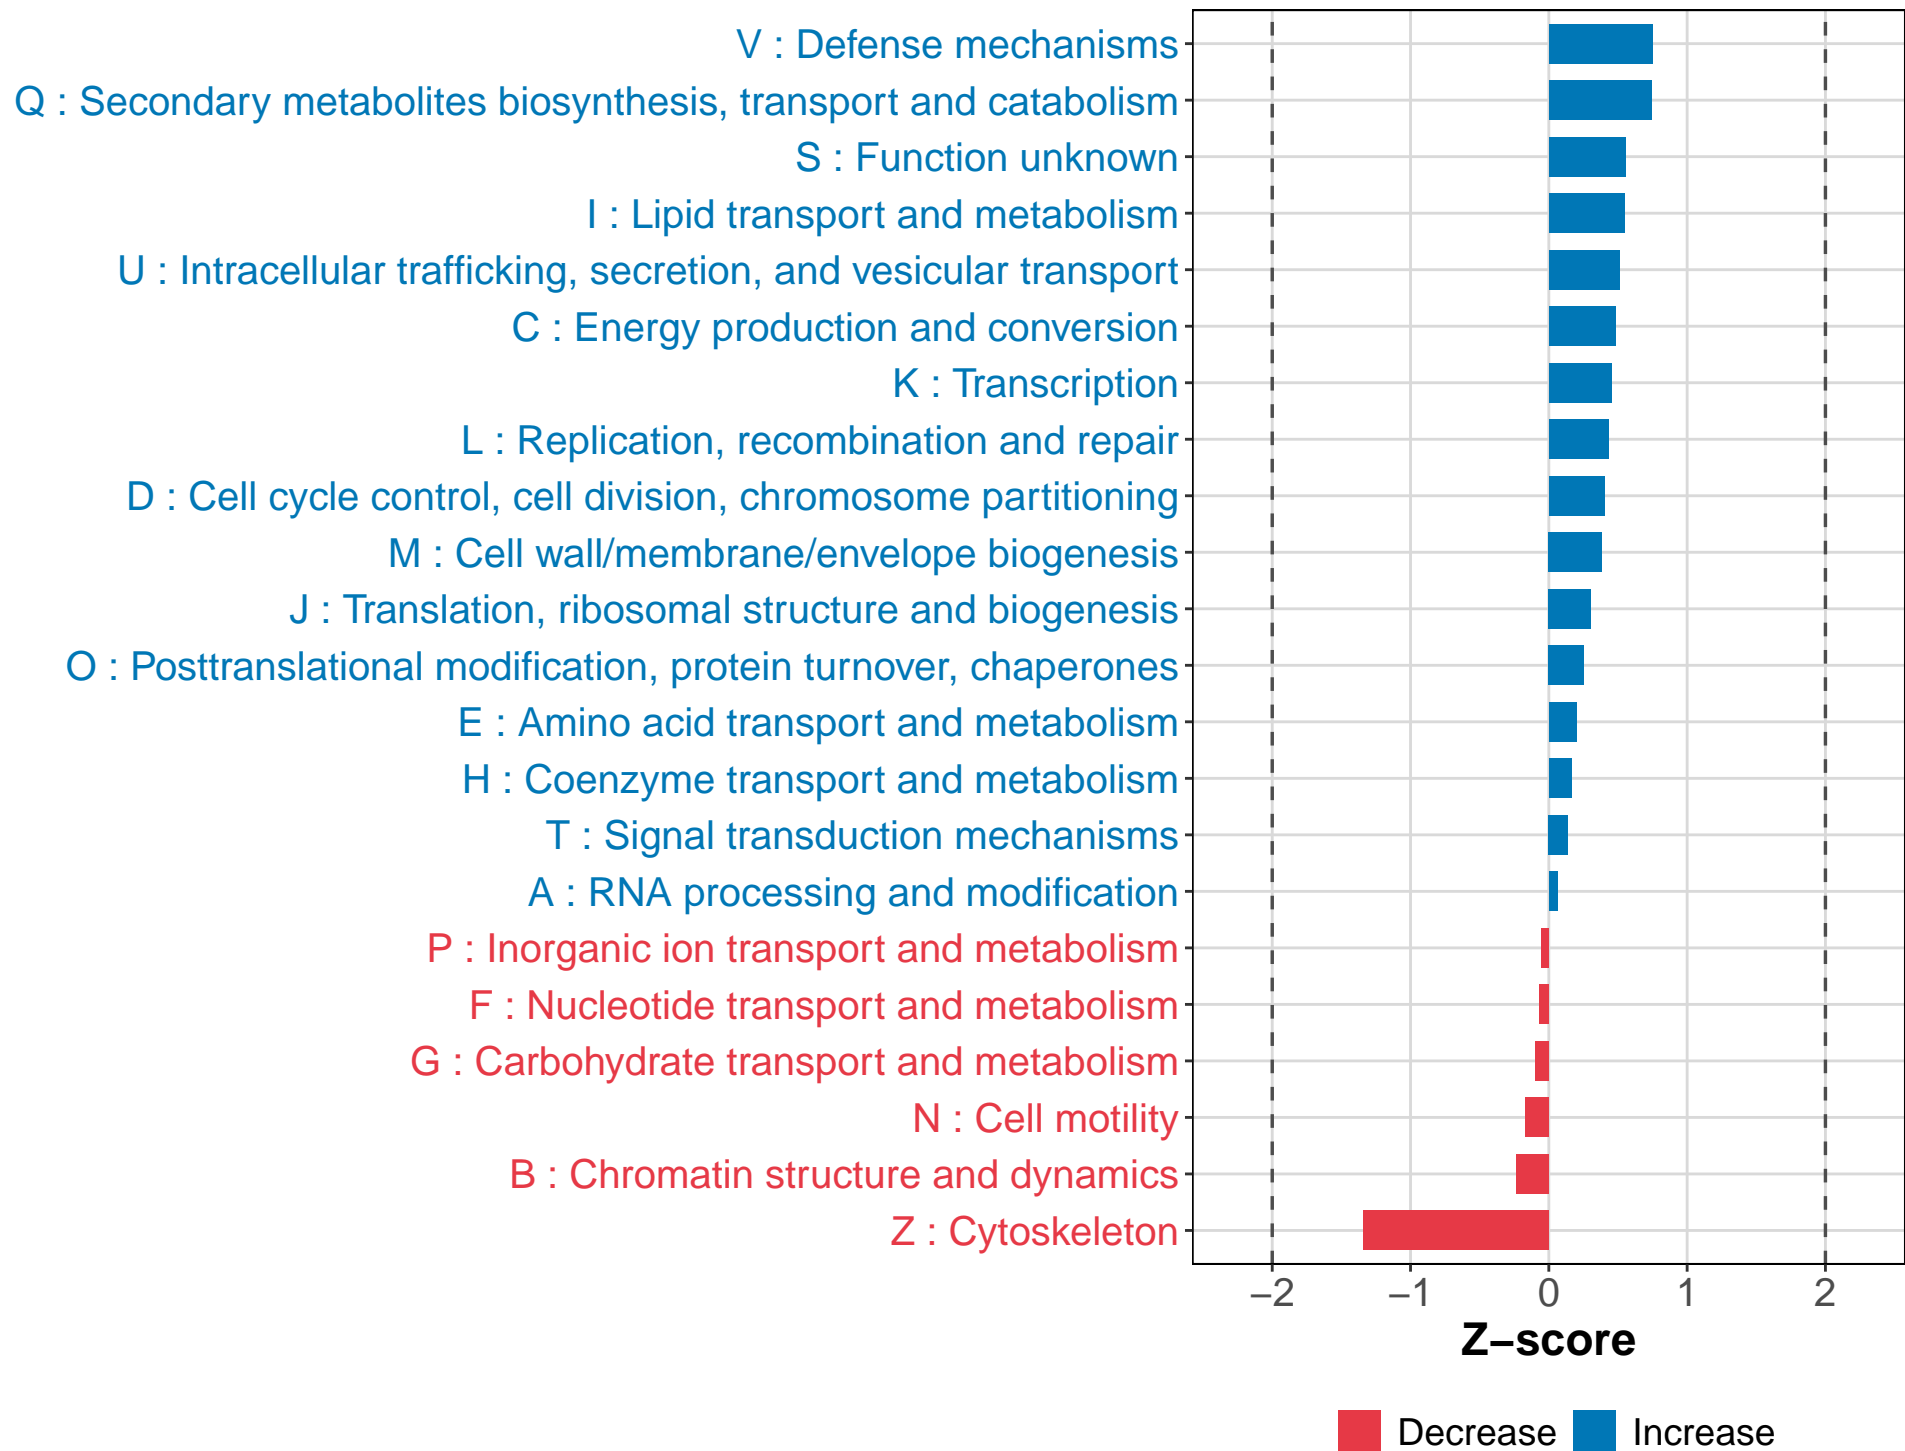 V : Defense mechanisms
Q : Secondary metabolites biosynthesis, transport and catabolism
S : Function unknown
I : Lipid transport and metabolism
U : Intracellular trafficking, secretion, and vesicular transport
C : Energy production and conversion
K : Transcription
L : Replication, recombination and repair
D : Cell cycle control, cell division, chromosome partitioning
M : Cell wall/membrane/envelope biogenesis
J : Translation, ribosomal structure and biogenesis
O : Posttranslational modification, protein turnover, chaperones
E : Amino acid transport and metabolism
H : Coenzyme transport and metabolism
T : Signal transduction mechanisms
A : RNA processing and modification
P : Inorganic ion transport and metabolism
F : Nucleotide transport and metabolism
G : Carbohydrate transport and metabolism
N : Cell motility
B : Chromatin structure and dynamics
Z : Cytoskeleton
−2 −1 0 1 2
Z−score
Decrease Increase